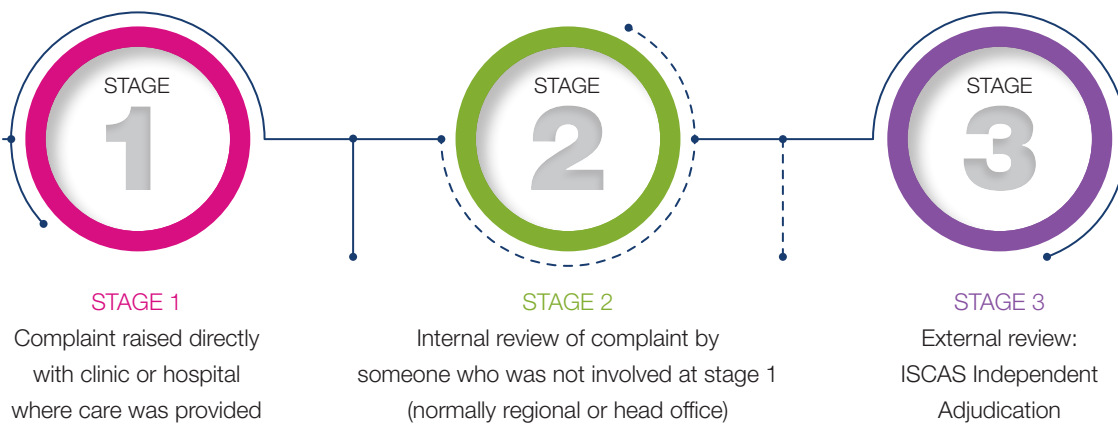 STAGE
1
STAGE 1
Complaint raised directly
with clinic or hospital
where care was provided
STAGE
2
STAGE 2
Internal review of complaint by
someone who was not involved at stage 1
(normally regional or head office)
STAGE
3
STAGE 3
External review:
ISCAS Independent
Adjudication